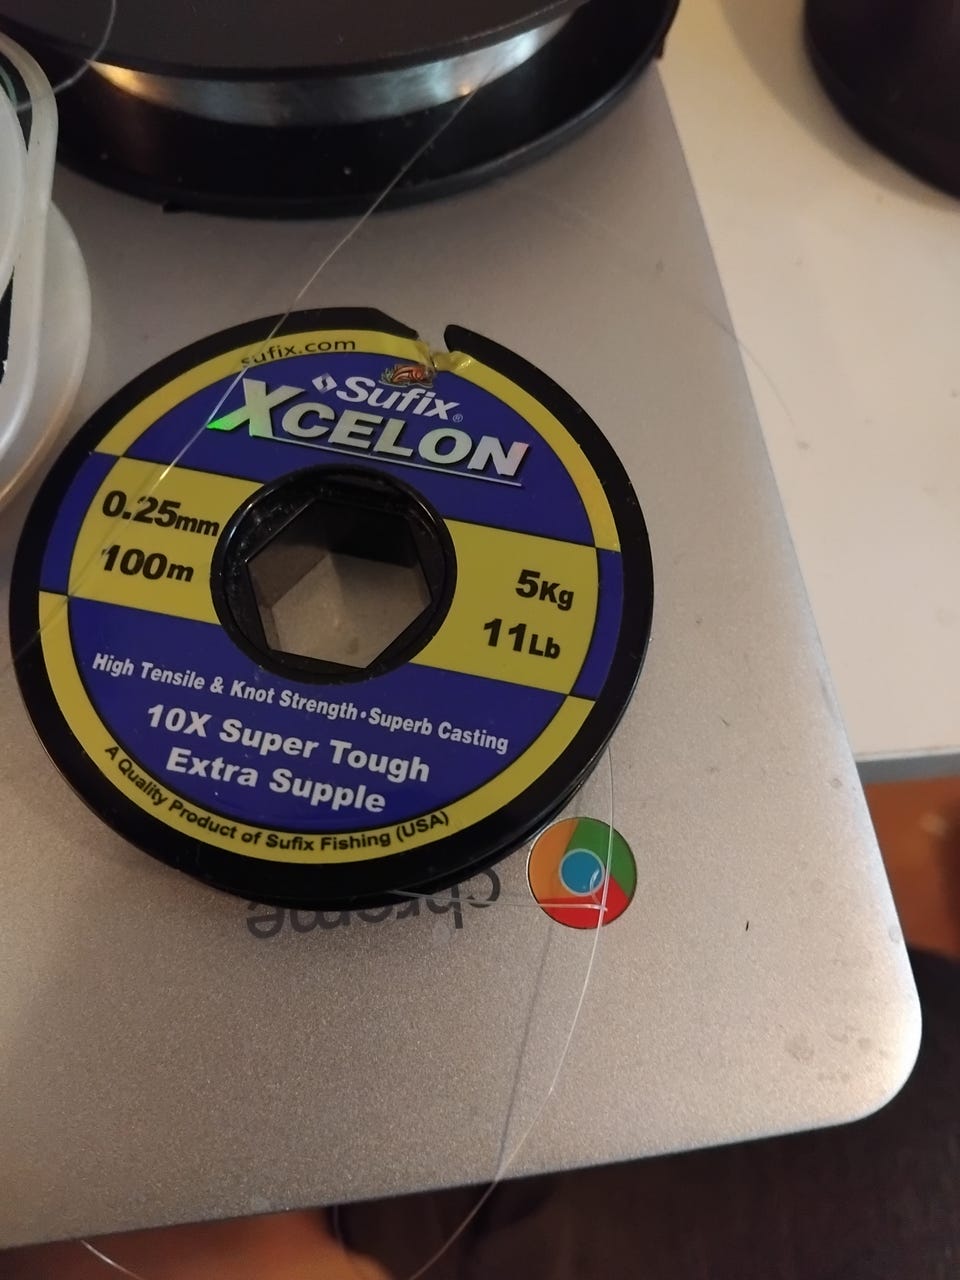 sufix.com
Sufix®
XCELON
0.25mm
100m
5Kg
11Lb
High Tensile & Knot Strength•Superb Casting
10X Super Tough
Extra Supple
A Quality Product of Sufix Fishing (USA)
chrome